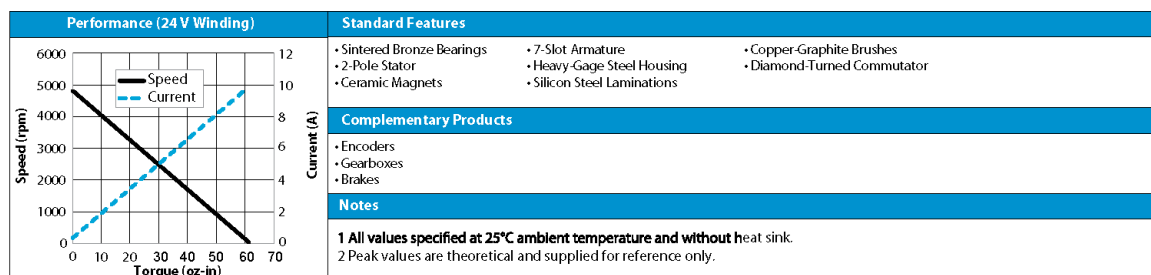 Performance (24 V Winding)
6000
5000
4000
3000
2000
1000
0
Speed (rpm)
Speed
Current
12
10
8
6
4
2
0
Current (A)
0 10 20 30 40 50 60 70
Torque (oz-in)
Standard Features
• Sintered Bronze Bearings • 7-Slot Armature • Copper-Graphite Brushes
• 2-Pole Stator • Heavy-Gage Steel Housing • Diamond-Turned Commutator
• Ceramic Magnets • Silicon Steel Laminations
Complementary Products
• Encoders
• Gearboxes
• Brakes
Notes
1 All values specified at 25°C ambient temperature and without heat sink.
2 Peak values are theoretical and supplied for reference only.